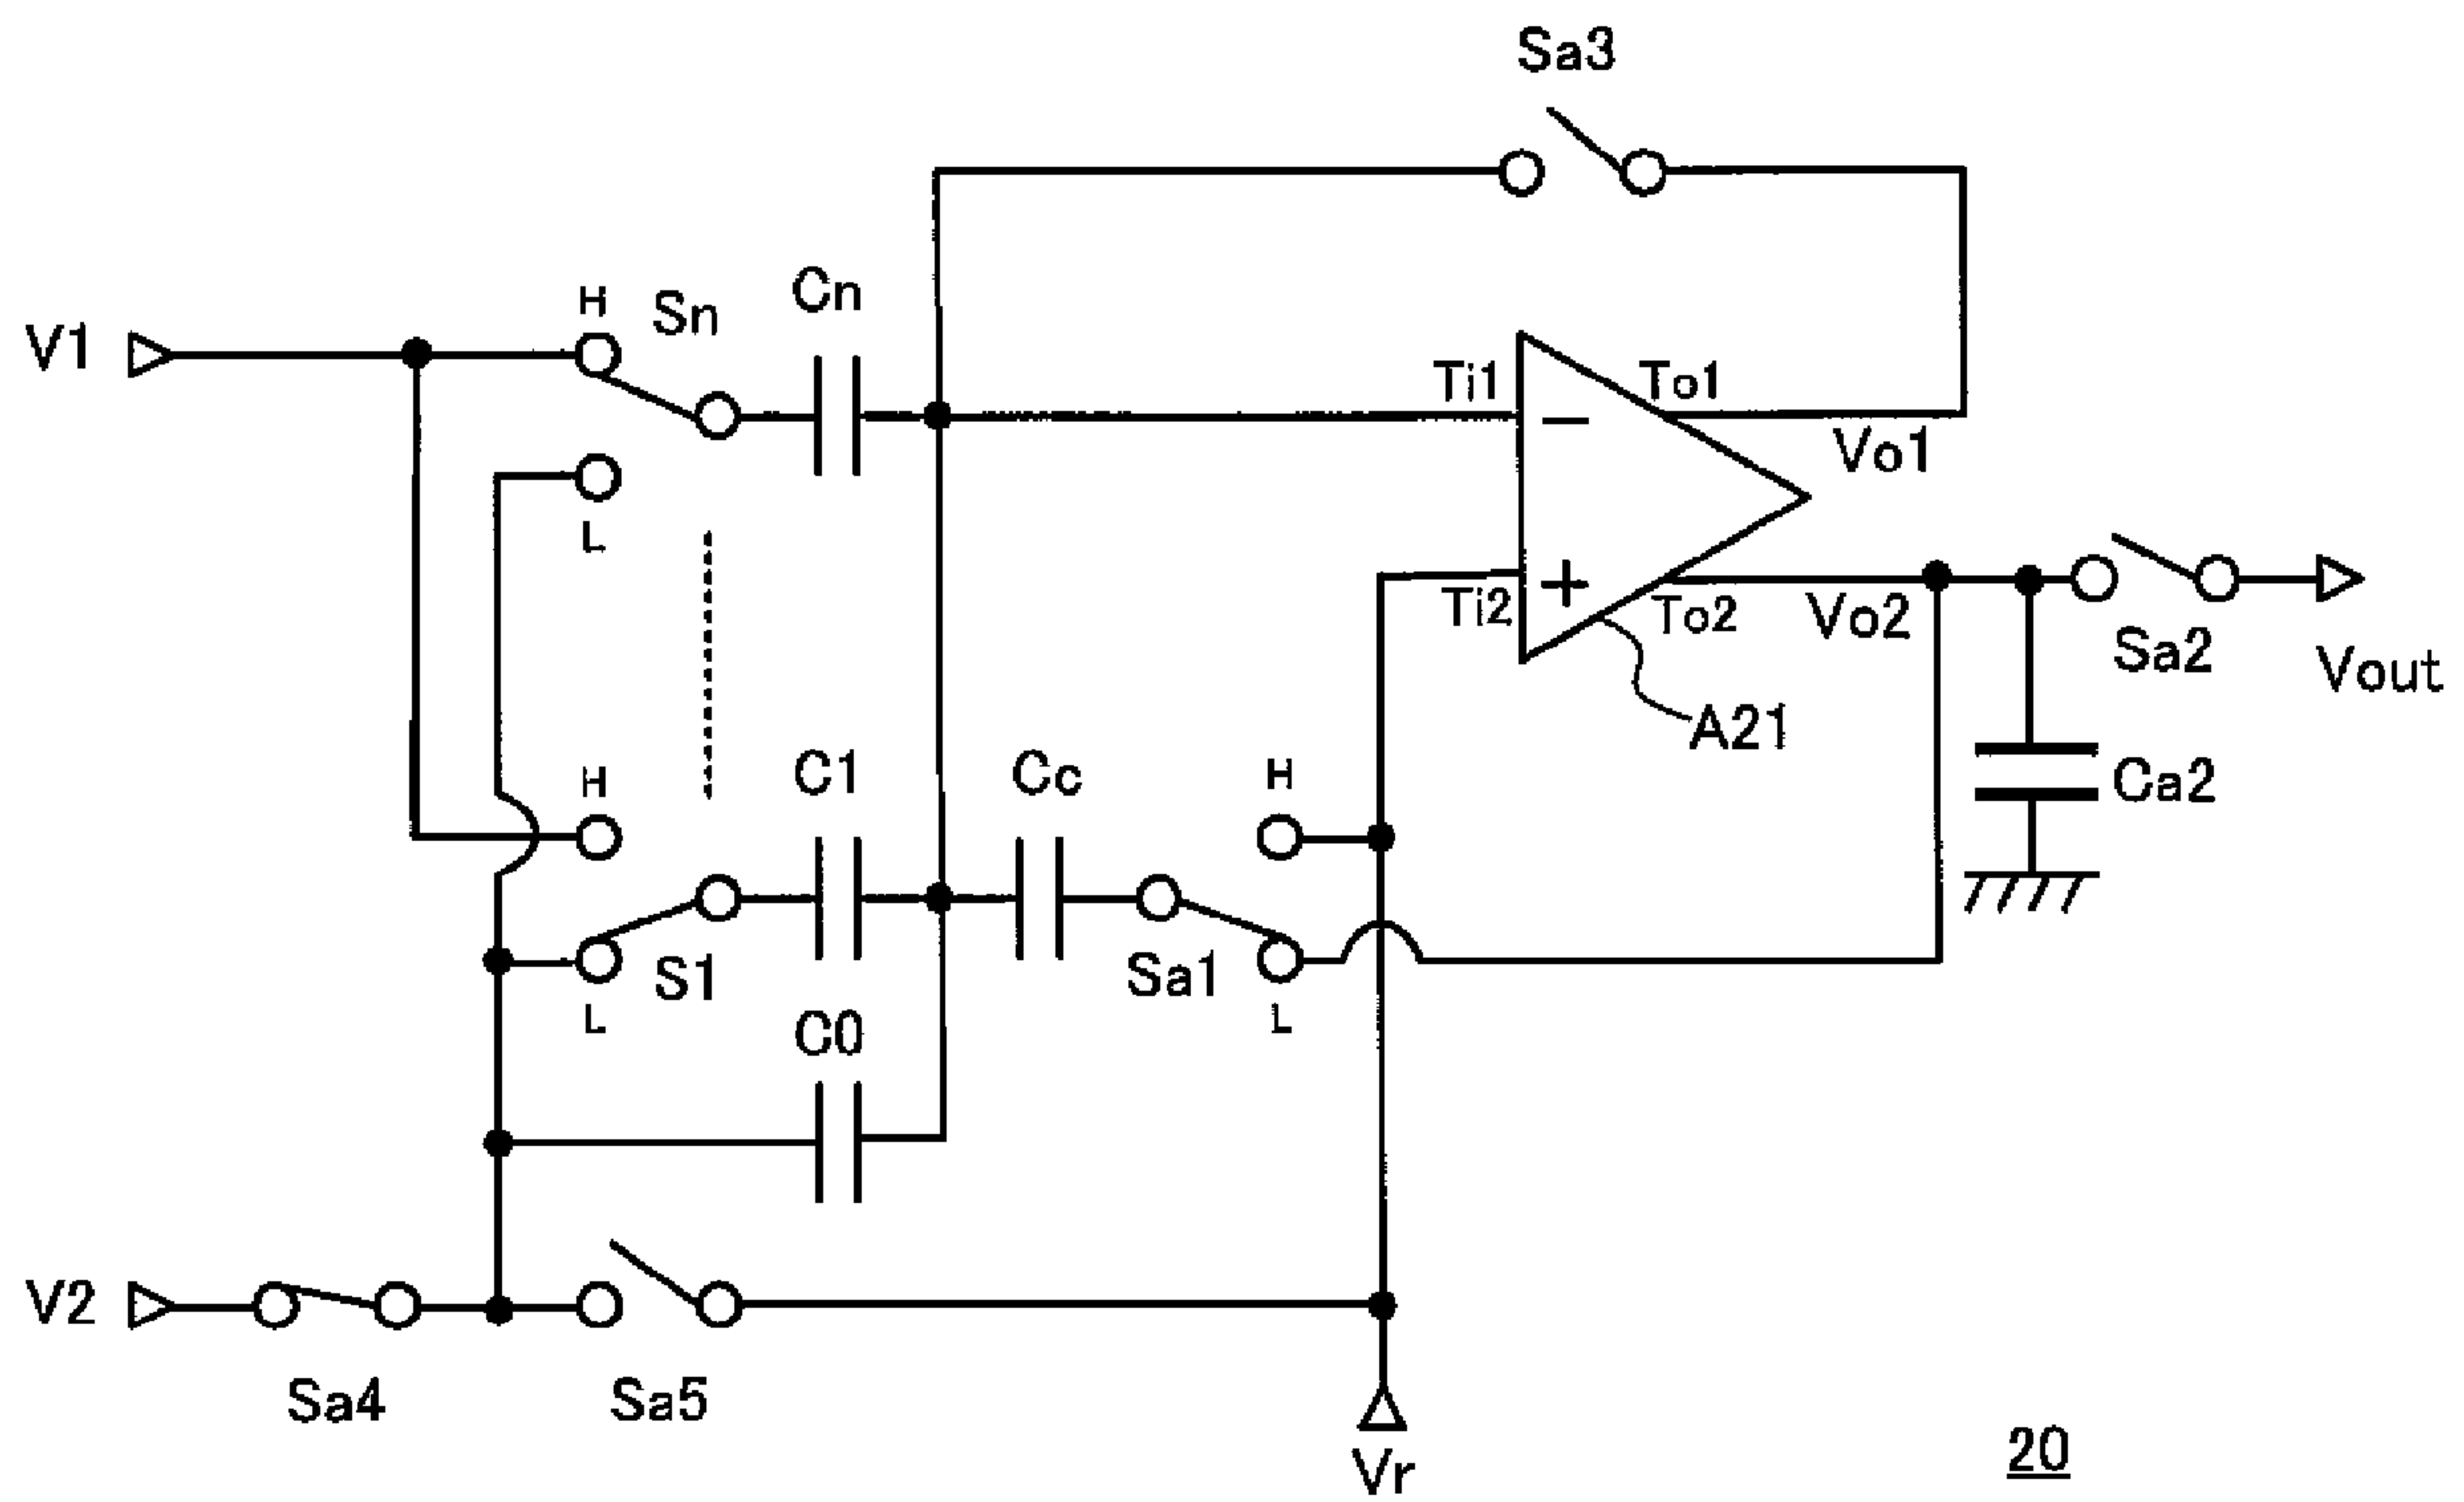 Sa3
H
Sn
Cn
V1
Ti1
−
To1
Vo1
L
+
Ti2
To2
Vo2
Sa2
Vout
A21
H
C1
Cc
H
Ca2
S1
Sa1
L
C0
L
V2
Sa4
Sa5
Vr
20